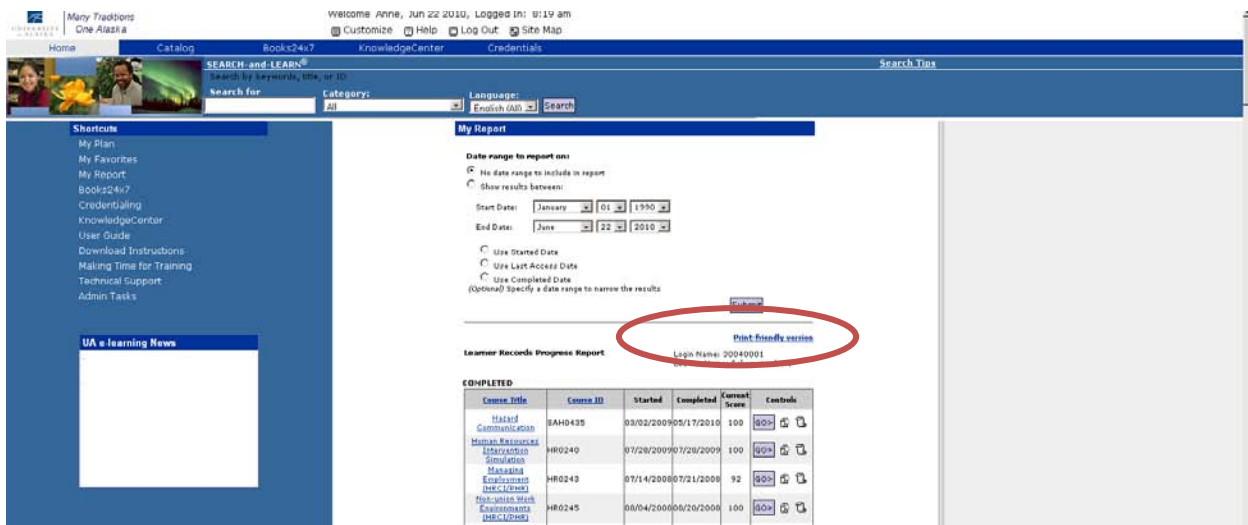 Many Traditions
One Alaska
Welcome Anne, Jun 22 2010, Logged In: 8:19 am
Customize Help Log Out Site Map
Home Catalog Books24x7 KnowledgeCenter Credentials
SEARCH-and-LEARN® Search Tips
Search by keywords, title, or ID
Search for Category: Language:
All English (All) Search
Shortcuts
My Plan
My Favorites
My Report
Books24x7
Credentialing
KnowledgeCenter
User Guide
Download Instructions
Making Time for Training
Technical Support
Admin Tasks
UA e-learning News
My Report
Date range to report on:
No date range to include in report
Show results between:
Start Date: January 01 1990
End Date: June 22 2010
Use Started Date
Use Last Access Date
Use Completed Date
(Optional) Specify a date range to narrow the results
Submit
Print friendly version
Learner Records Progress Report Login Name: 30040001
COMPLETED
Course Title Course ID Started Completed Current Score Controls
Hazard Communication SAH0435 03/02/2009 05/17/2010 100 GO>
Human Resources Intervention Simulation HR0240 07/28/2009 07/28/2009 100 GO>
Managing Employment (HRCI/PHR) HR0243 07/14/2008 07/21/2008 92 GO>
Non-union Work Environments (HRCI/PHR) HR0245 08/04/2008 08/20/2008 100 GO>